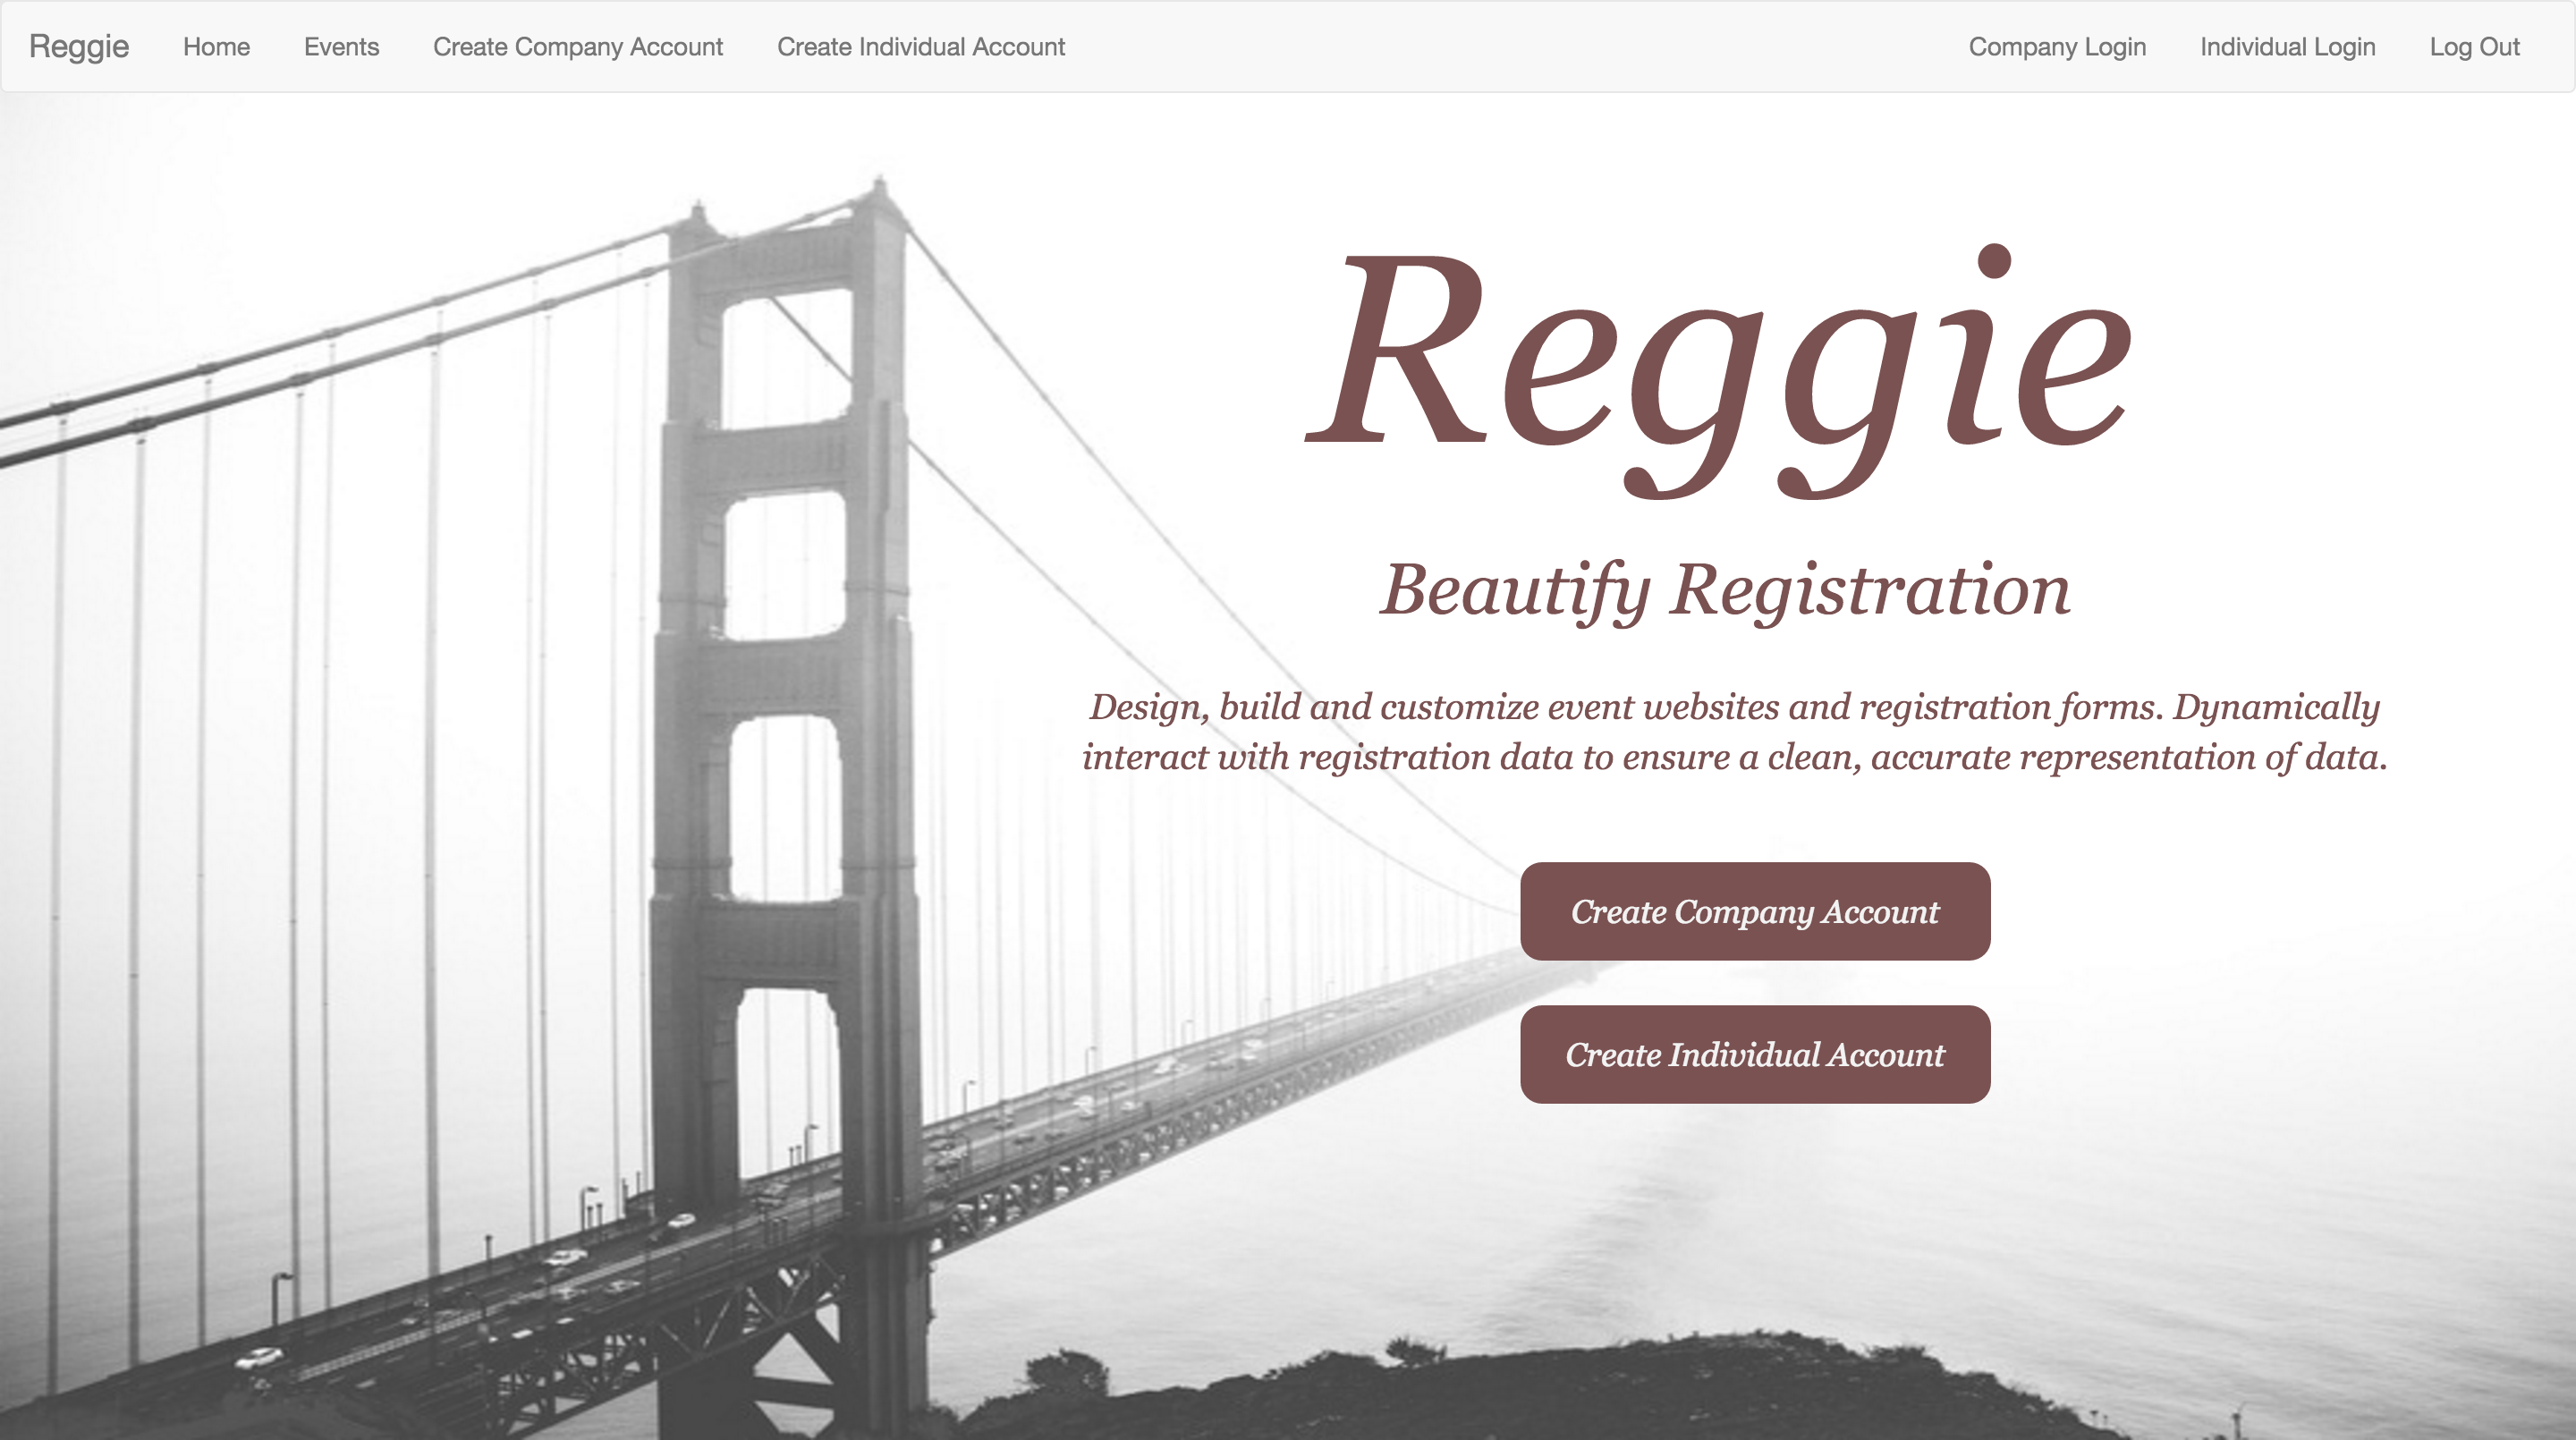 Reggie Home Events Create Company Account Create Individual Account Company Login Individual Login Log Out
Reggie
Beautify Registration
Design, build and customize event websites and registration forms. Dynamically
interact with registration data to ensure a clean, accurate representation of data.
Create Company Account
Create Individual Account